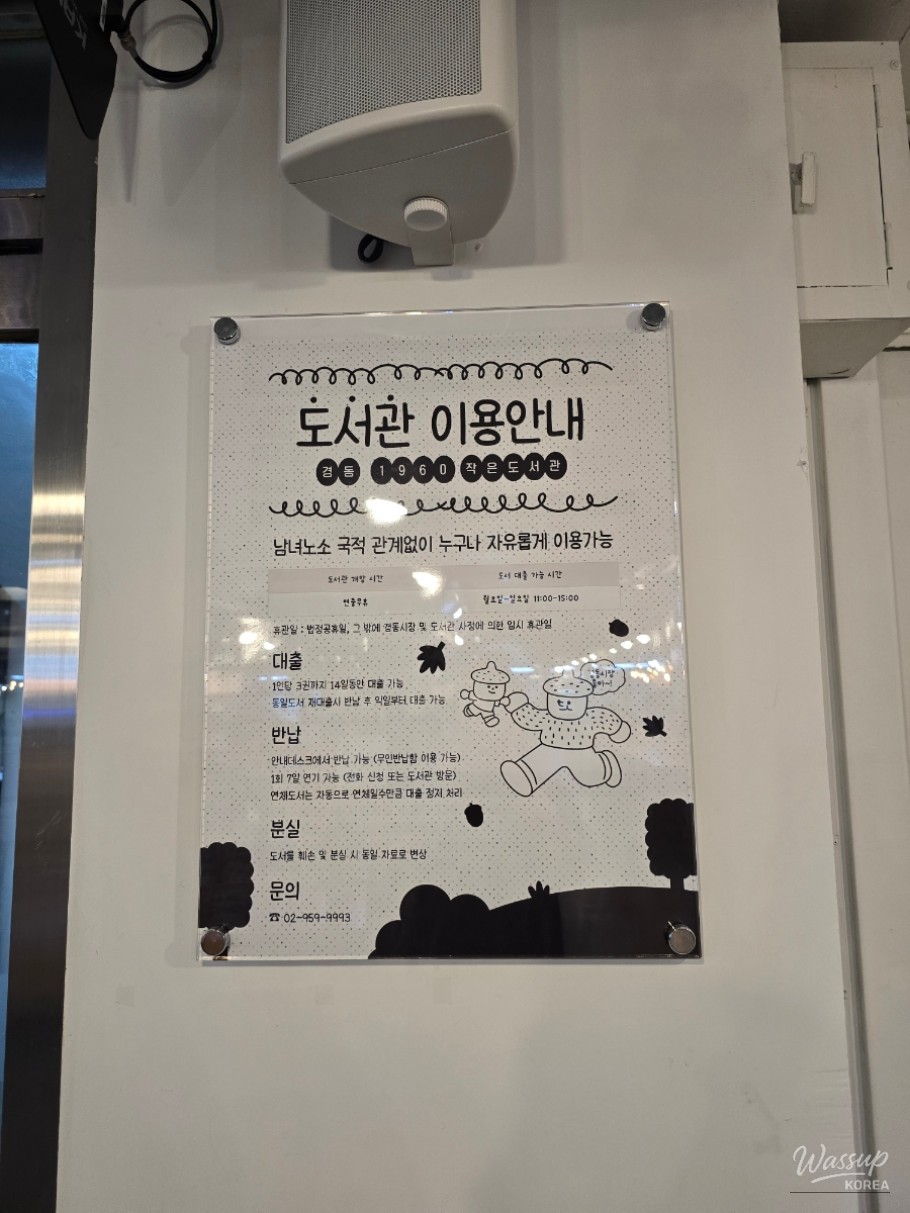 도서관 이용안내
경동 1960 작은도서관
남녀노소 국적 관계없이 누구나 자유롭게 이용가능
도서관 개방 시간
도서 대출 가능 시간
연중무휴
월요일~일요일 11:00-15:00
휴관일 : 법정공휴일, 그 밖에 경동시장 및 도서관 사정에 의한 임시 휴관일
대출
1인당 3권까지 14일동안 대출 가능
동일도서 재대출시 반납 후 익일부터 대출 가능
반납
안내데스크에서 반납 가능 (무인반납함 이용 가능)
1회 7일 연기 가능 (전화 신청 또는 도서관 방문)
연체도서는 자동으로 연체일수만큼 대출 정지 처리
분실
도서를 훼손 및 분실 시 동일 자료로 변상
문의
☎ 02-959-9993
Wassup
KOREA